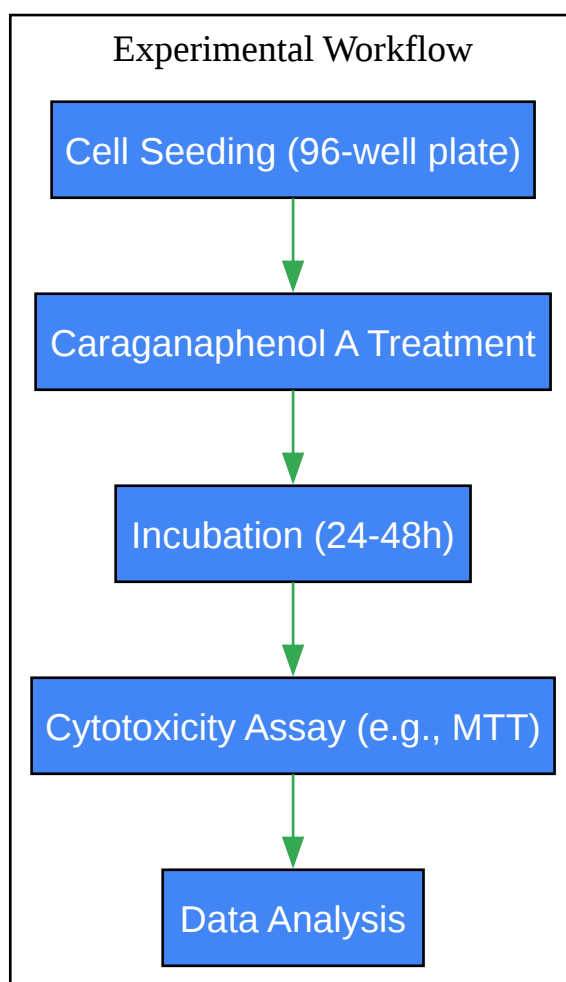 Experimental Workflow
Cell Seeding (96-well plate)
Caraganaphenol A Treatment
Incubation (24-48h)
Cytotoxicity Assay (e.g., MTT)
Data Analysis